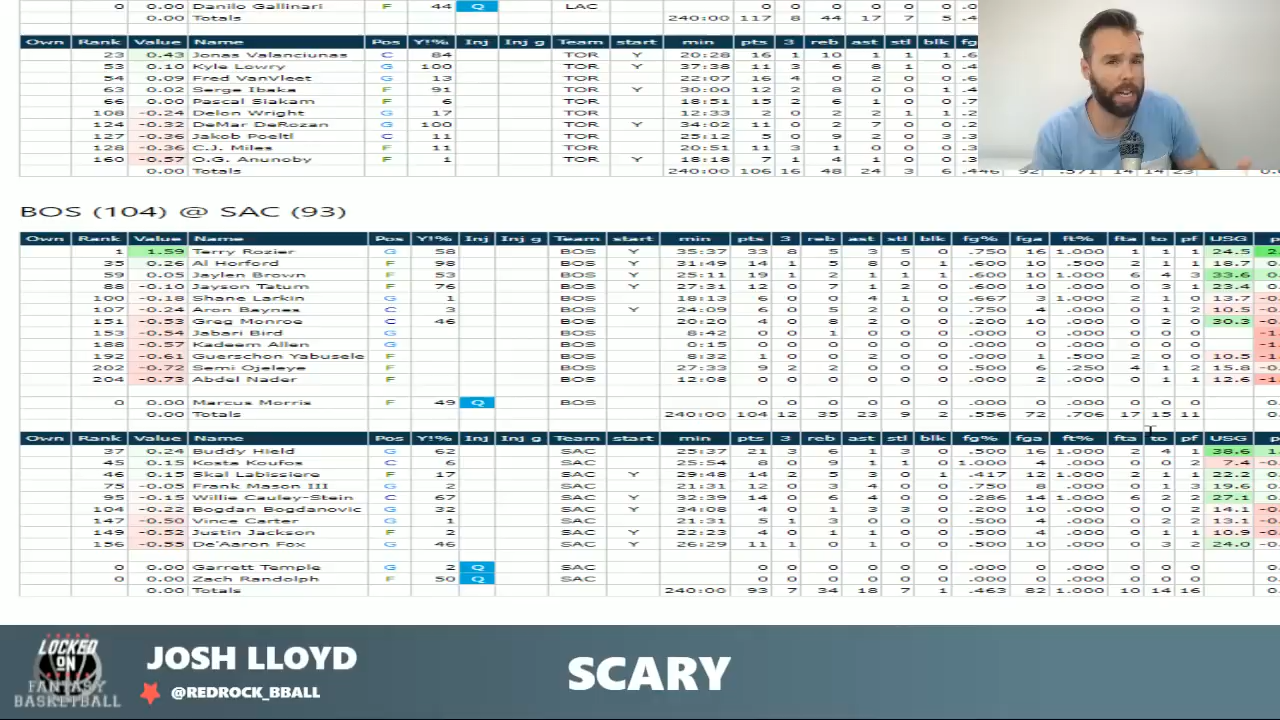 0 0.00 Danilo Gallinari F 44 Q LAC 0 0 0 0 0 0 .0
0.00 Totals 240:00 117 8 44 17 7 5 .4
Own Rank Value Name Pos Y!% Inj Inj g Team start min pts 3 reb ast stl blk fg
23 0.43 Jonas Valanciunas C 84 TOR Y 20:28 16 1 10 1 1 1 .6
53 0.10 Kyle Lowry G 100 TOR Y 37:38 11 3 6 8 1 0 .4
54 0.09 Fred VanVleet G 13 TOR 22:07 16 4 0 2 0 0
63 0.02 Serge Ibaka F 91 TOR Y 30:00 12 2 8 0 0 1 .4
66 0.00 Pascal Siakam F 6 TOR 18:51 15 2 6 1 0 0 .7
108 -0.24 Delon Wright G 17 TOR 12:33 2 0 2 2 1 1
124 -0.32 DeMar DeRozan G 100 TOR Y 34:02 11 0 2 7 0 0
127 -0.36 Jakob Poeltl C 11 TOR 25:12 5 0 9 2 0 3
128 -0.36 C.J. Miles F 11 TOR 20:51 11 3 1 0 0 0 .3
160 -0.57 O.G. Anunoby F 1 TOR Y 18:18 7 1 4 1 0 0 .3
0.00 Totals 240:00 106 16 48 24 3 6 .446 92 .571 14 14 23
BOS (104) @ SAC (93)
Own Rank Value Name Pos Y!% Inj Inj g Team start min pts 3 reb ast stl blk fg% fga ft% fta to pf USG
1 1.59 Terry Rozier G 58 BOS Y 35:37 33 8 5 3 5 0 .750 16 1.000 1 1 1 24.5 2.
35 0.26 Al Horford F 98 BOS Y 31:49 14 1 5 8 1 0 .600 10 .500 2 1 1 18.7
59 0.05 Jaylen Brown G 53 BOS Y 25:11 19 1 2 1 1 1 .600 10 1.000 6 4 3 33.6
88 -0.10 Jayson Tatum F 76 BOS Y 27:31 12 0 7 1 2 0 .600 10 .000 0 3 1 23.4
100 -0.18 Shane Larkin G 1 BOS 18:13 6 0 0 4 1 0 .667 3 1.000 2 1 0 13.7
107 -0.24 Aron Baynes C 3 BOS Y 24:09 6 0 5 2 0 0 .750 4 .000 0 0 2 10.5
151 -0.53 Greg Monroe C 46 BOS 20:20 4 0 8 2 0 0 .200 10 .000 0 2 0 30.3
153 -0.54 Jabari Bird G BOS 8:42 0 0 0 0 0 0 .000 0 .000 0 0 0
188 -0.57 Kadeem Allen G BOS 0:15 0 0 0 0 0 0 .000 0 .000 0 0 0
192 -0.61 Guerschon Yabusele F BOS 8:32 1 0 0 2 0 0 .000 1 .500 2 0 0 10.5
202 -0.72 Semi Ojeleye F BOS 27:33 9 2 2 0 0 0 .500 6 .250 4 1 2 15.8
204 -0.73 Abdel Nader F BOS 12:08 0 0 1 0 0 0 .000 2 .000 0 1 1 12.6
0 0.00 Marcus Morris F 49 Q BOS 0 0 0 0 0 0 .000 0 .000 0 0 0
0.00 Totals 240:00 104 12 35 23 9 2 .556 72 .706 17 15 11
Own Rank Value Name Pos Y!% Inj Inj g Team start min pts 3 reb ast stl blk fg% fga ft% fta to pf USG
37 0.24 Buddy Hield G 62 SAC 25:37 21 3 6 1 3 0 .500 16 1.000 2 4 1 38.6
45 0.15 Kosta Koufos C 6 SAC 25:54 8 0 9 1 1 0 1.000 4 .000 0 0 2 7.4
46 0.15 Skal Labissiere F 17 SAC Y 29:48 14 2 5 2 0 1 .417 12 1.000 2 1 1 22.2
75 -0.05 Frank Mason III G 2 SAC 21:31 12 0 3 4 0 0 .750 8 .000 0 1 3 19.6
95 -0.15 Willie Cauley-Stein C 67 SAC Y 32:39 14 0 6 4 0 0 .286 14 1.000 6 2 2 27.1
104 -0.22 Bogdan Bogdanovic G 32 SAC Y 34:08 4 0 1 3 3 0 .200 10 .000 0 0 2 14.1
147 -0.50 Vince Carter G 1 SAC 21:31 5 1 3 0 0 0 .500 4 .000 0 2 2 13.1
149 -0.52 Justin Jackson F 2 SAC Y 22:23 4 0 0 1 0 0 .500 4 .000 0 1 2 10.9
156 -0.55 De'Aaron Fox G 46 SAC Y 26:29 11 1 1 2 0 0 .500 10 .000 0 3 2 24.0
0 0.00 Garrett Temple G 2 Q SAC 0 0 0 0 0 0 .000 0 .000 0 0 0
0 0.00 Zach Randolph F 50 Q SAC 0 0 0 0 0 0 .000 0 .000 0 0 0
0.00 Totals 240:00 93 7 34 18 7 1 .463 82 1.000 10 14 16
LOCKED
ON
FANTASY
BASKETBALL
JOSH LLOYD
@REDROCK_BBALL
SCARY